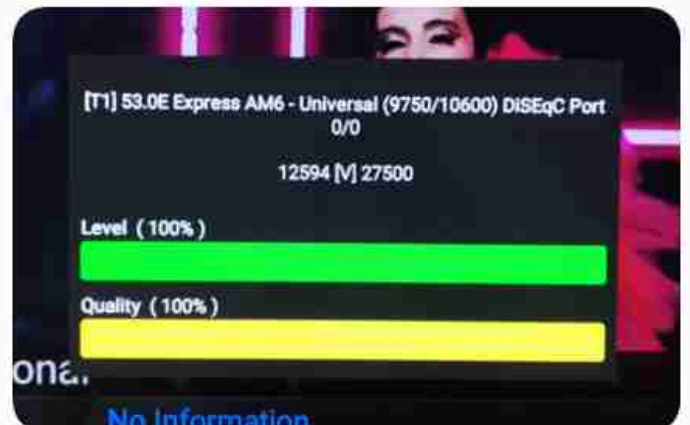 [T1] 53.0E Express AM6 - Universal (9750/10600) DiSEqC Port
0/0
12594 [V] 27500
Level (100%)
Quality (100%)
No Information